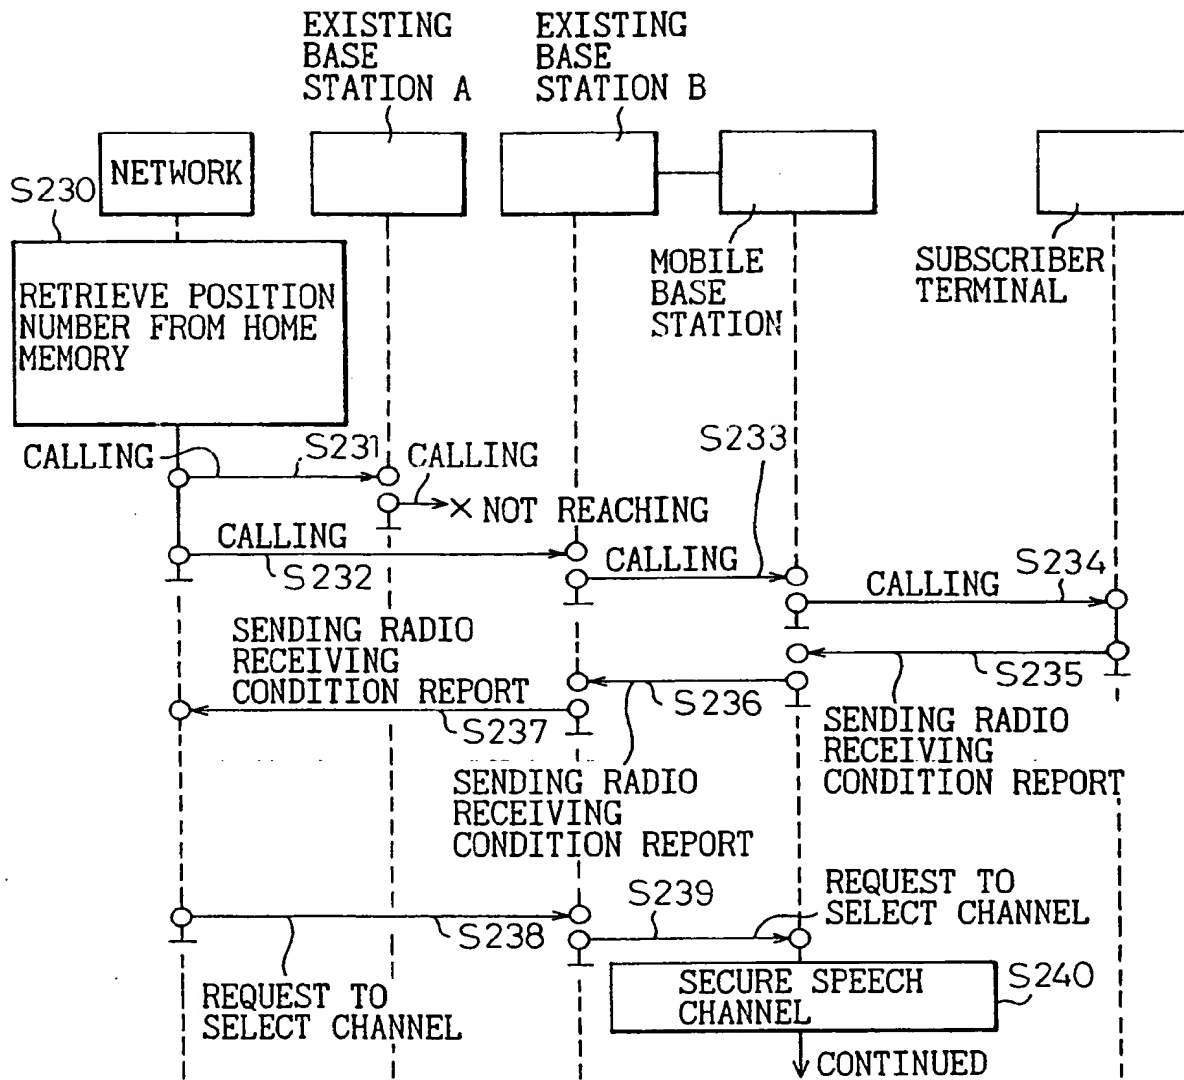 EXISTING
BASE
STATION A
EXISTING
BASE
STATION B
NETWORK
S230
MOBILE
BASE
STATION
SUBSCRIBER
TERMINAL
RETRIEVE POSITION
NUMBER FROM HOME
MEMORY
CALLING
S231
CALLING
S233
× NOT REACHING
CALLING
S232
CALLING
CALLING
S234
SENDING RADIO
RECEIVING
CONDITION REPORT
S235
S236
S237
SENDING RADIO
RECEIVING
CONDITION REPORT
SENDING RADIO
RECEIVING
CONDITION REPORT
S239
REQUEST TO
SELECT CHANNEL
S238
REQUEST TO
SELECT CHANNEL
SECURE SPEECH
CHANNEL
S240
CONTINUED